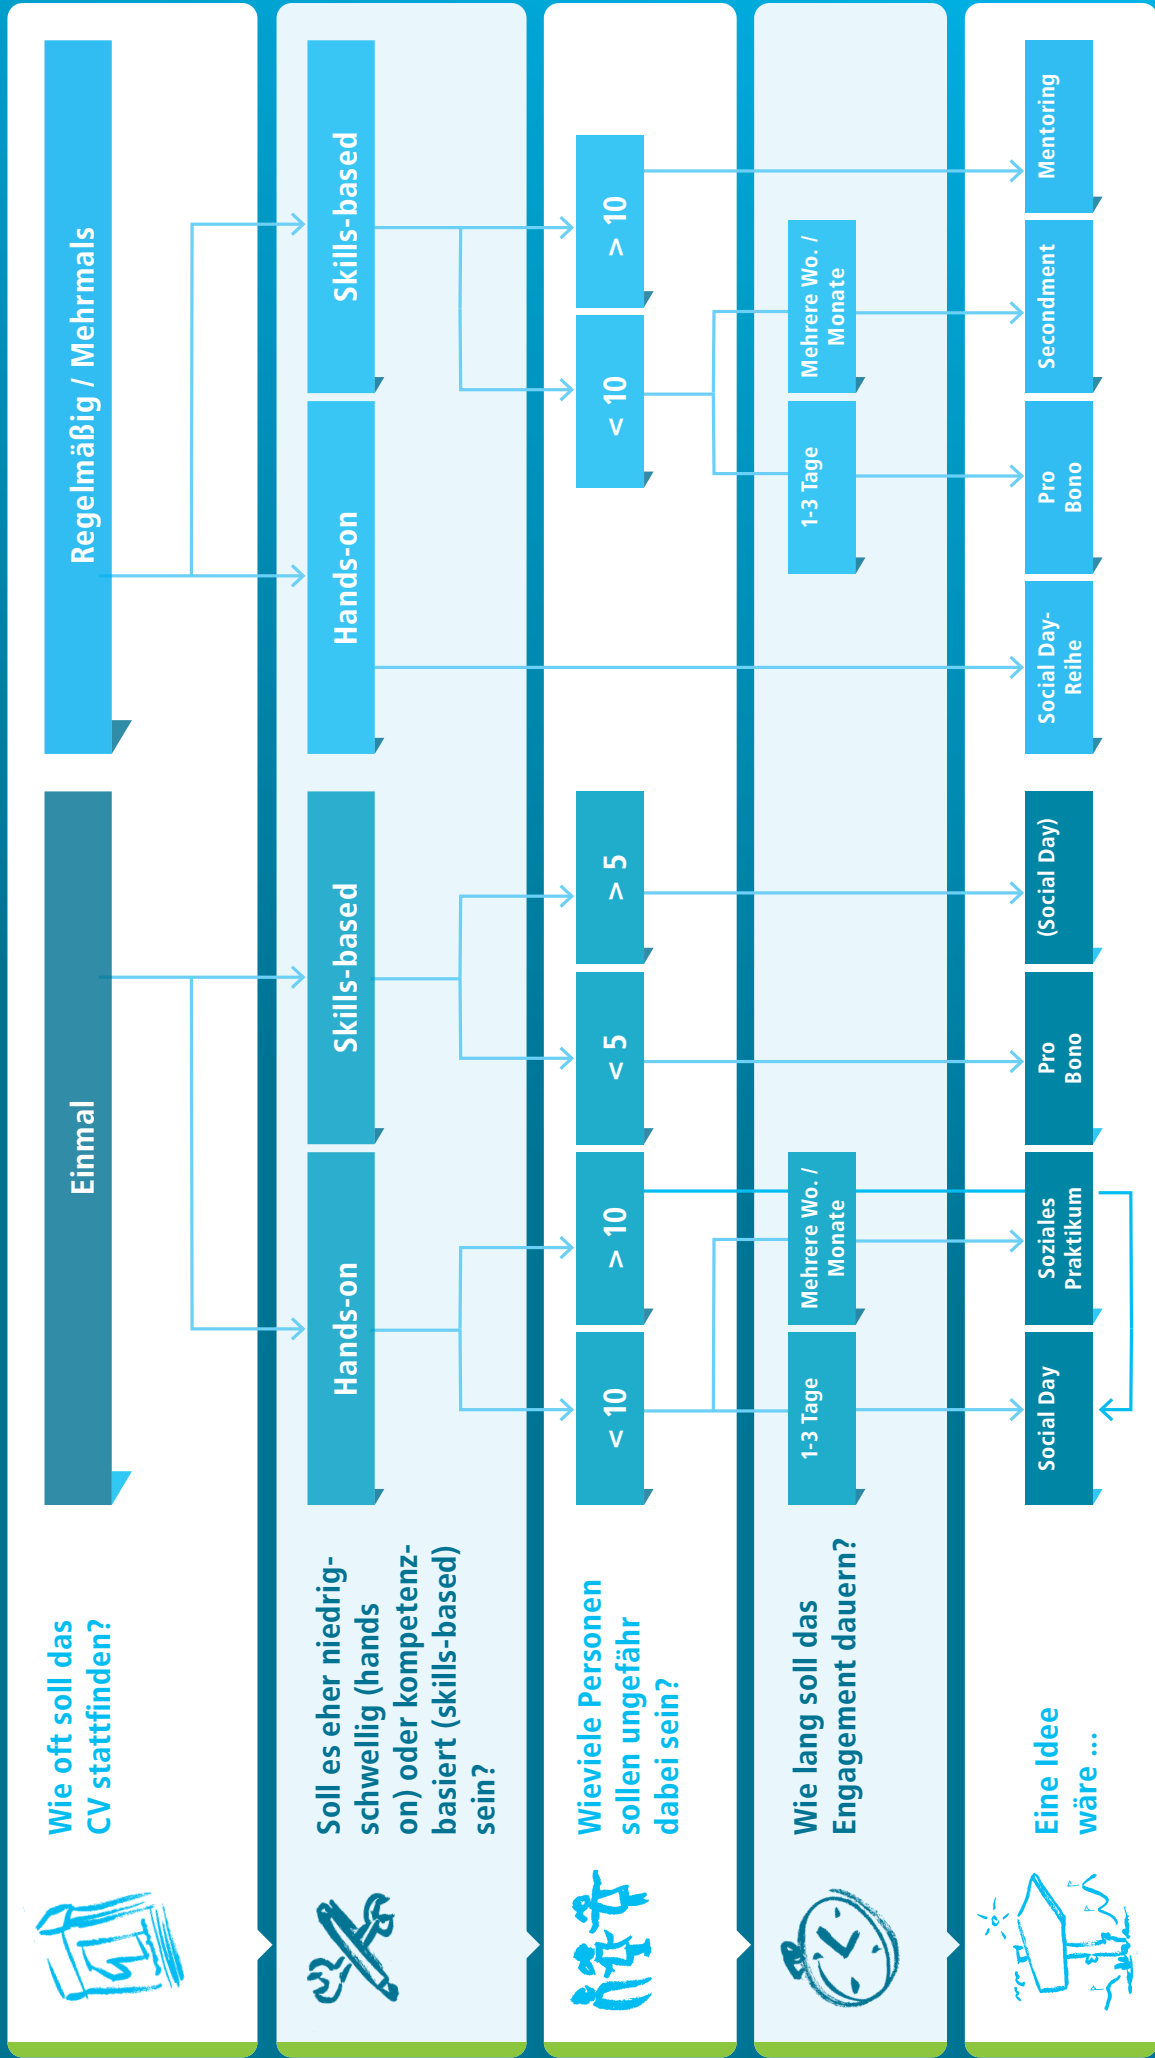 Wie oft soll das
CV stattfinden?
Einmal
Regelmäßig / Mehrmals
Soll es eher niedrig-
schwellig (hands
on) oder kompetenz-
basiert (skills-based)
sein?
Hands-on
Skills-based
Hands-on
Skills-based
Wieviele Personen
sollen ungefähr
dabei sein?
< 10
> 10
< 5
> 5
< 10
> 10
Wie lang soll das
Engagement dauern?
1-3 Tage
Mehrere Wo. /
Monate
1-3 Tage
Mehrere Wo. /
Monate
Eine Idee
wäre ...
Social Day
Soziales
Praktikum
Pro
Bono
(Social Day)
Social Day-
Reihe
Pro
Bono
Secondment
Mentoring